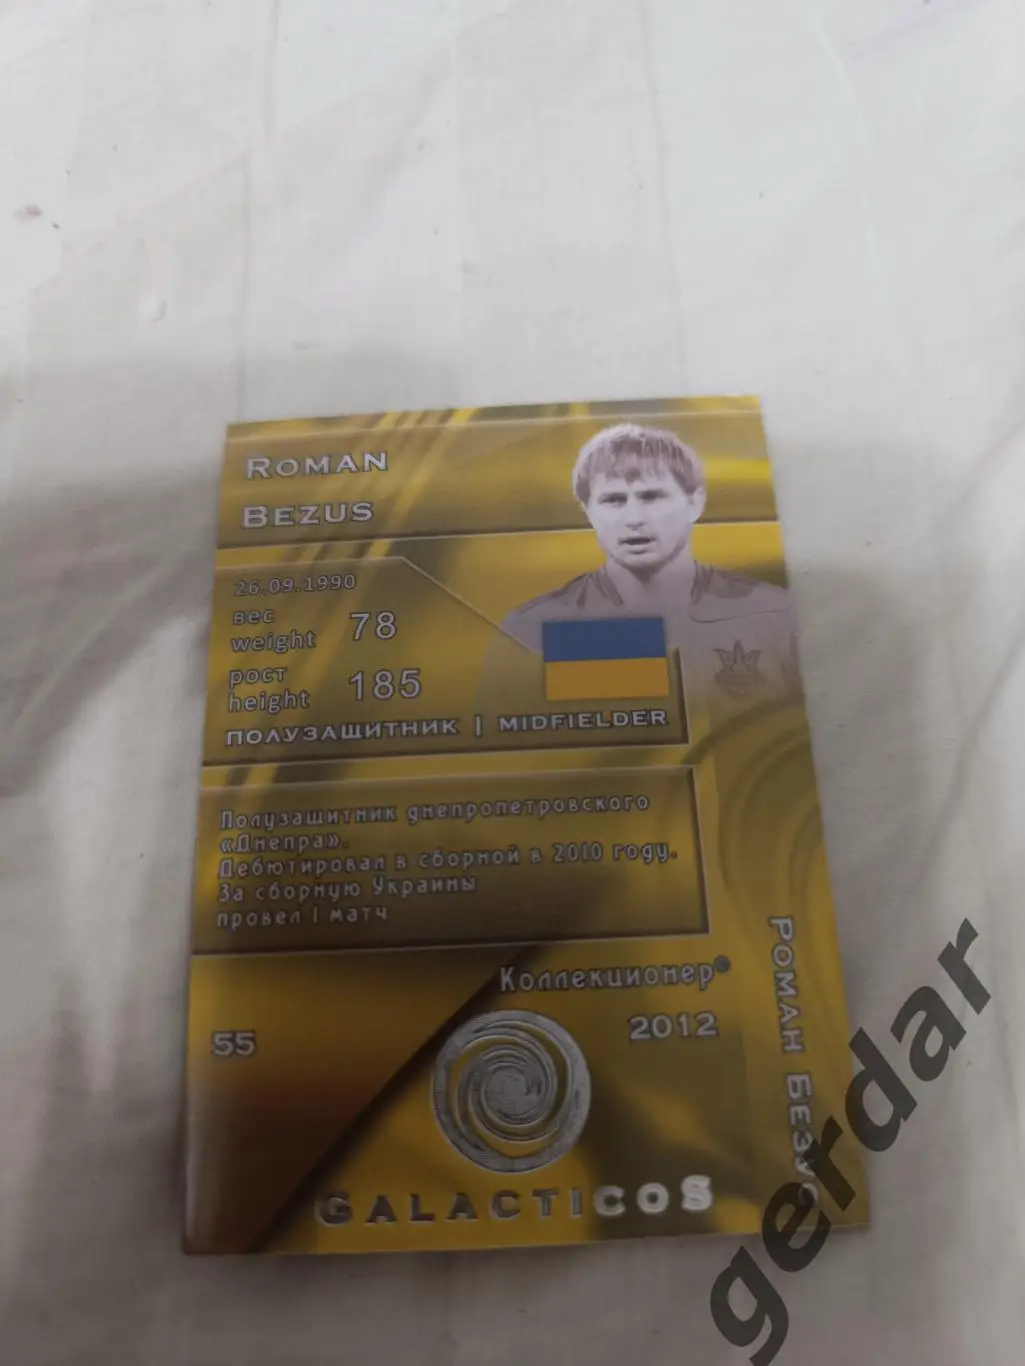 ROMAN
BEZUS
26.09.1990
вес
weight 78
рост
height 185
ПОЛУЗАЩИТНИК | MIDFIELDER
Полузащитник днепропетровского
«Днепра».
Дебютировал в сборной в 2010 году.
За сборную Украины
провел 1 матч
Коллекционер®
2012
55
GALACTICOS
РОМАН БЕЗУС
gerdar